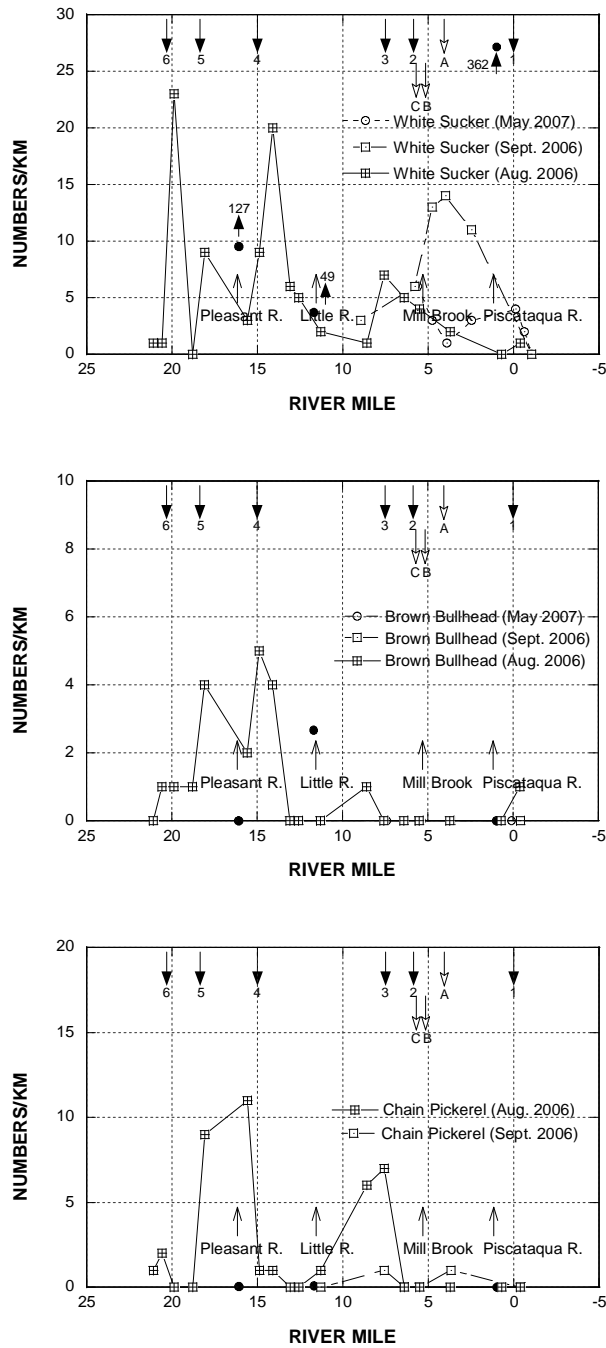 30
25
20
15
10
5
0
NUMBERS/KM
6 5 4 3 2 A 1
C B
362
White Sucker (May 2007)
White Sucker (Sept. 2006)
White Sucker (Aug. 2006)
127
49
Pleasant R. Little R. Mill Brook Piscataqua R.
25 20 15 10 5 0 -5
RIVER MILE
10
8
6
4
2
0
NUMBERS/KM
6 5 4 3 2 A 1
C B
Brown Bullhead (May 2007)
Brown Bullhead (Sept. 2006)
Brown Bullhead (Aug. 2006)
Pleasant R. Little R. Mill Brook Piscataqua R.
25 20 15 10 5 0 -5
RIVER MILE
20
15
10
5
0
NUMBERS/KM
6 5 4 3 2 A 1
C B
Chain Pickerel (Aug. 2006)
Chain Pickerel (Sept. 2006)
Pleasant R. Little R. Mill Brook Piscataqua R.
25 20 15 10 5 0 -5
RIVER MILE